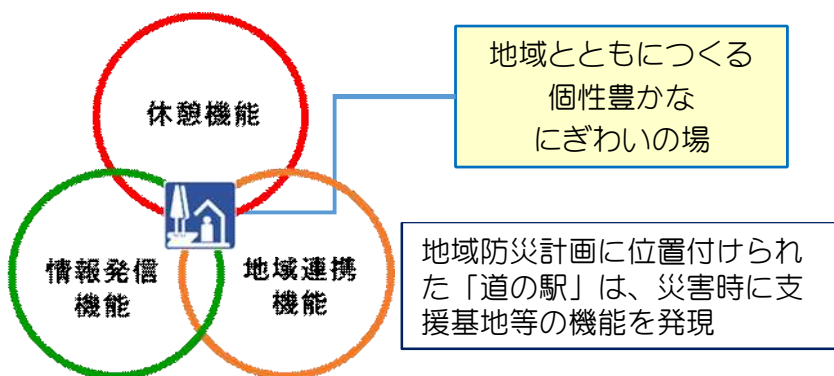 休憩機能
情報発信
機能
地域連携
機能
地域とともにつくる
個性豊かな
にぎわいの場
地域防災計画に位置付けられ
た「道の駅」は、災害時に支
援基地等の機能を発現